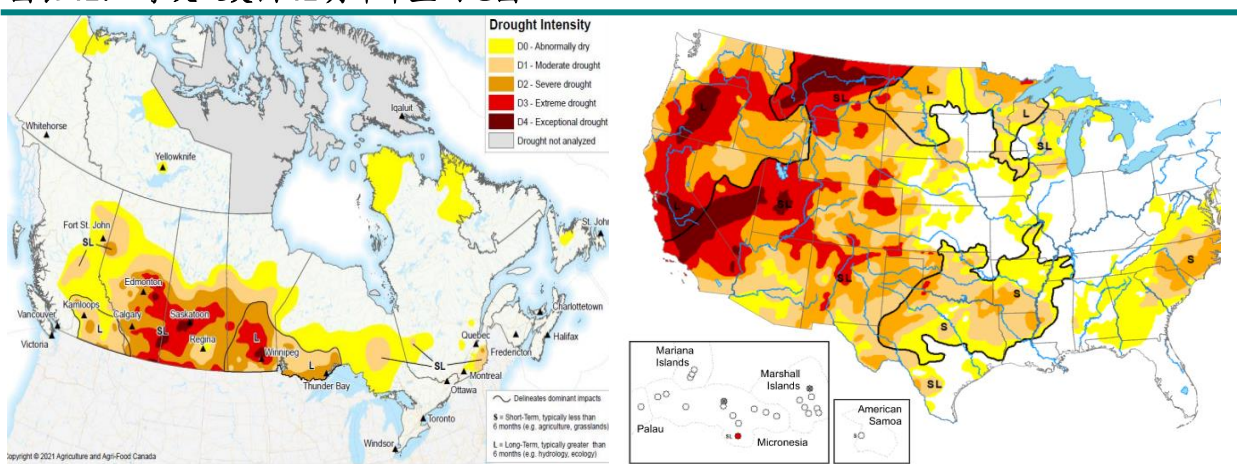 Drought Intensity
D0 - Abnormally dry
D1 - Moderate drought
D2 - Severe drought
D3 - Extreme drought
D4 - Exceptional drought
Drought not analyzed
Iqaluit
Whitehorse
Yellowknife
St. John
Fort St. John
SL
Edmonton
Kamloops
Saskatoon
Charlottetown
Vancouver
Calgary
SL
L
Quebec
Halifax
L
Regina
Winnipeg
Fredericton
Victoria
L
SL
Thunder Bay
Montreal
Ottawa
Toronto
Windsor
Delineates dominant impacts
S = Short-Term, typically less than
6 months (e.g. agriculture, grasslands)
L = Long-Term, typically greater than
6 months (e.g. hydrology, ecology)
Copyright © 2021 Agriculture and Agri-Food Canada
L
SL
L
L
SL
L
SL
S
SL
S
S
SL
Mariana
Islands
Marshall
Islands
Palau
SL
Micronesia
American
Samoa
S